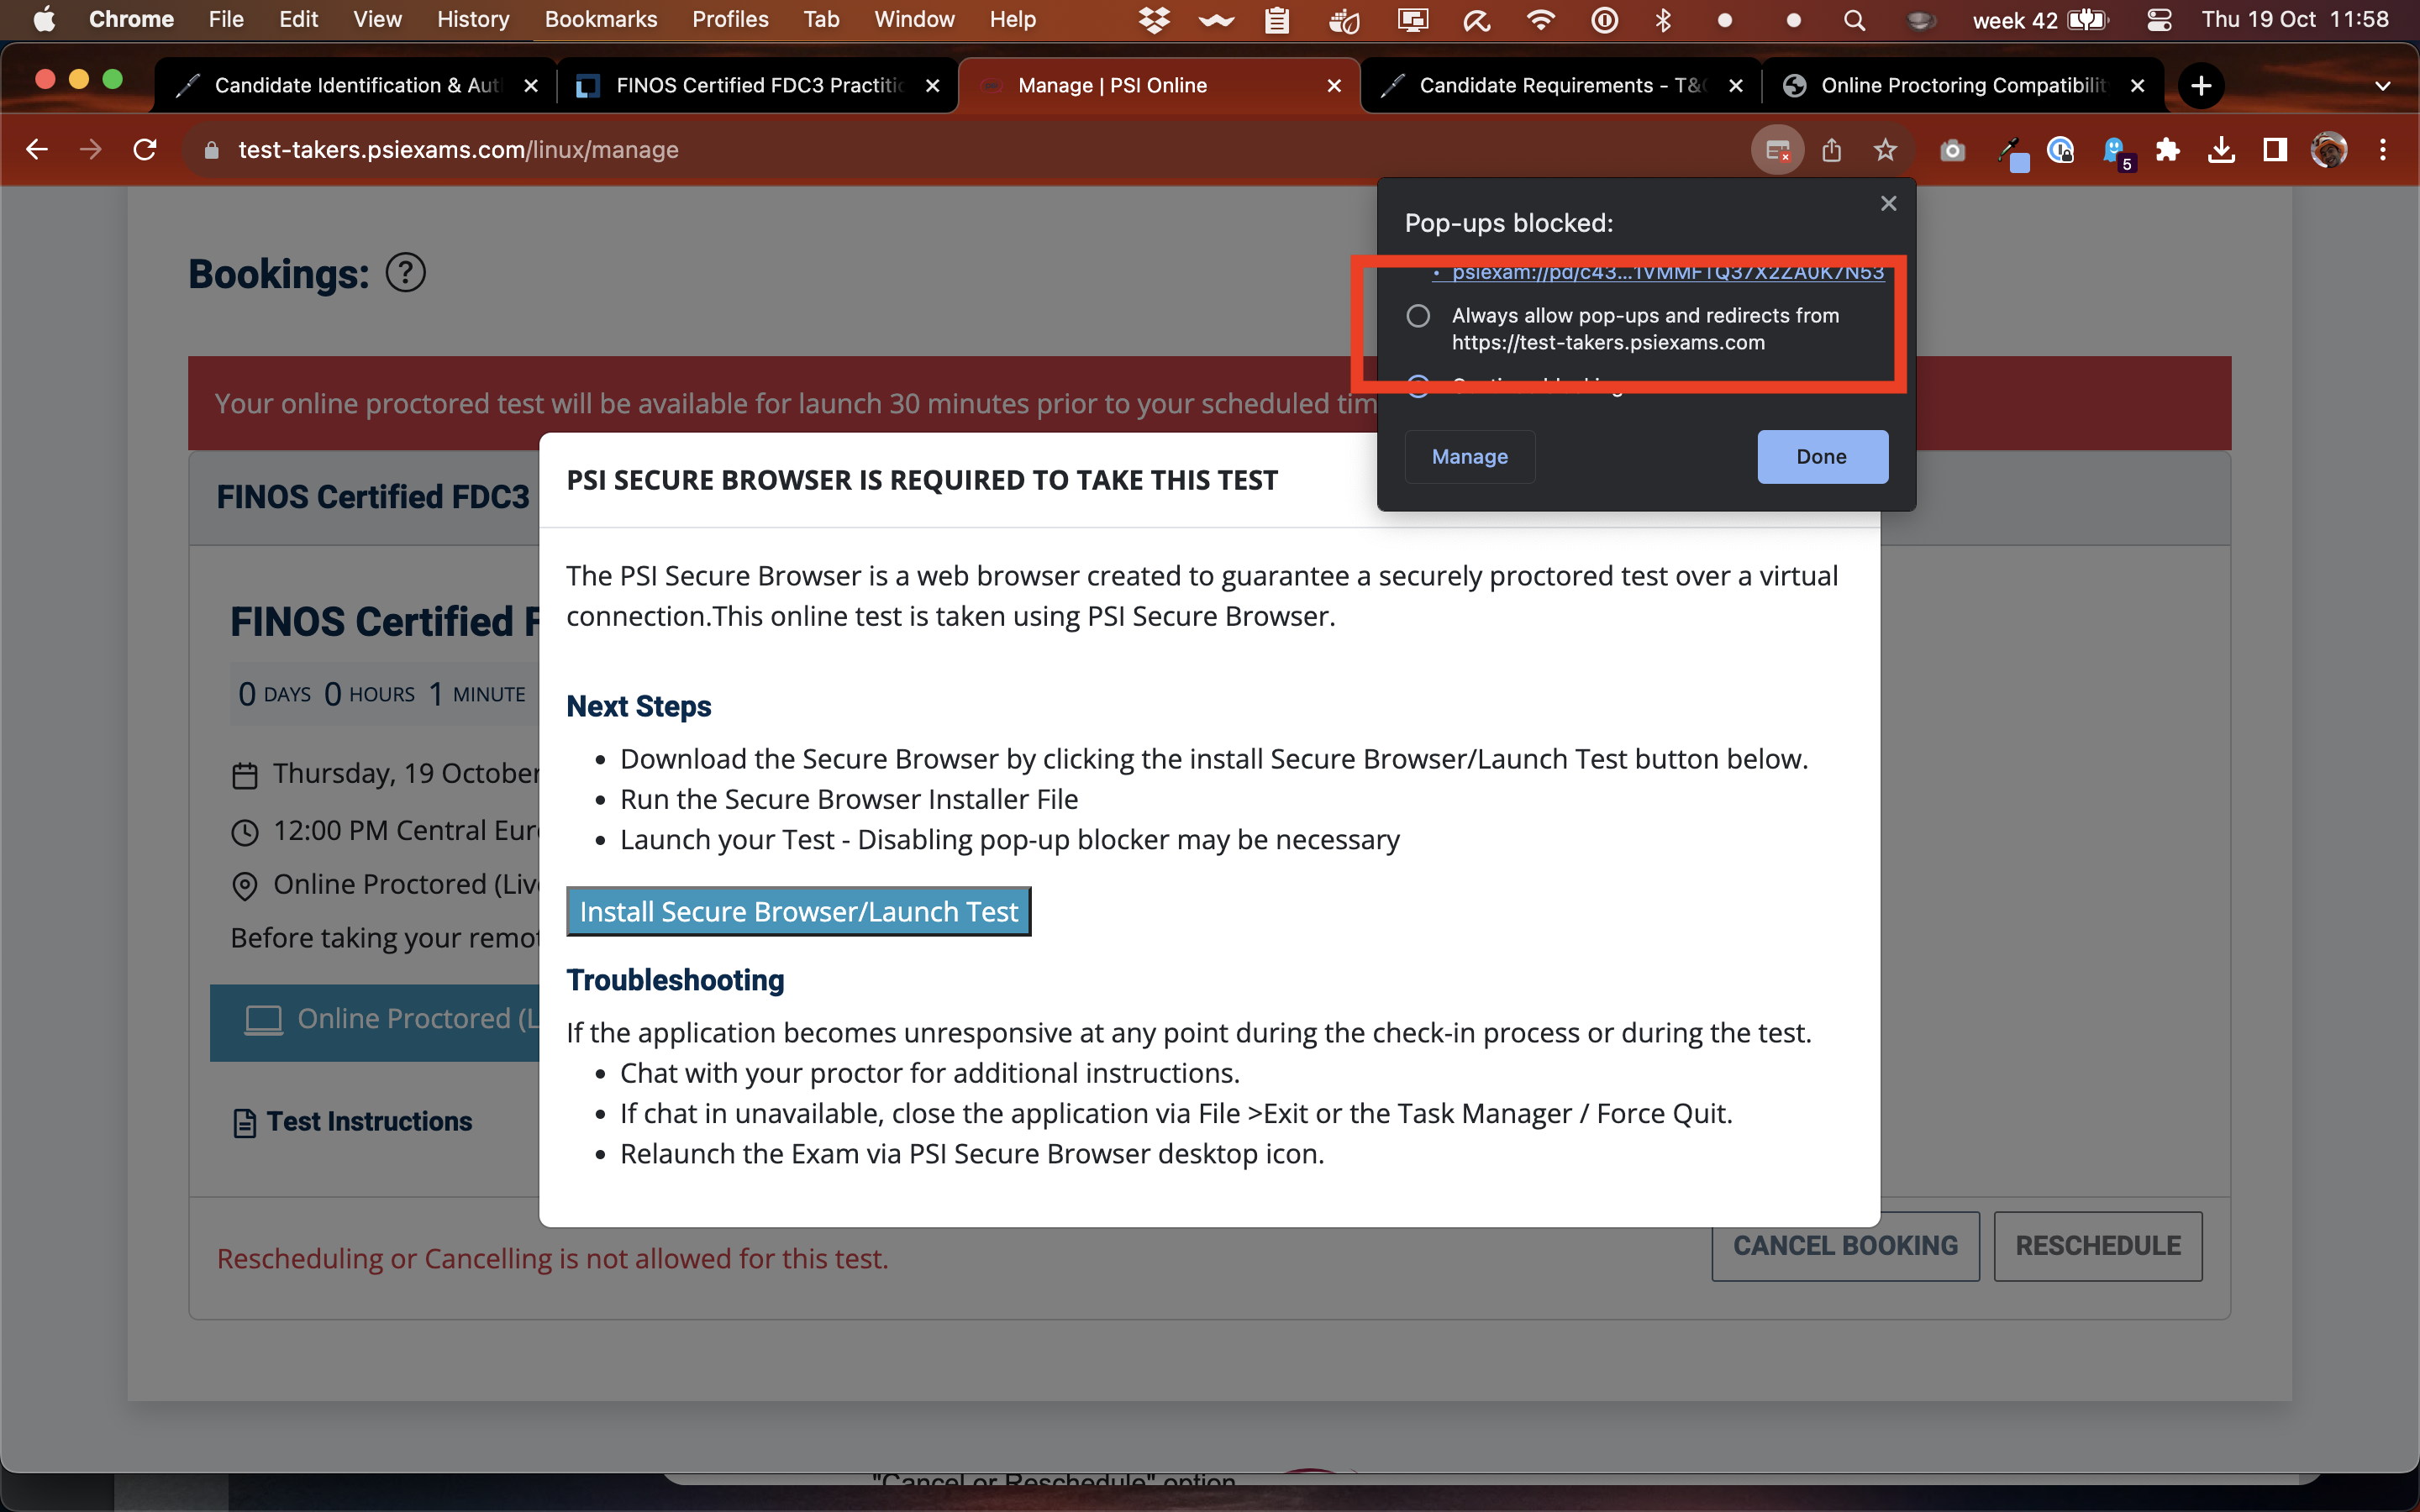 Chrome File Edit View History Bookmarks Profiles Tab Window Help week 42 Thu 19 Oct 11:58
Candidate Identification & Aut FINOS Certified FDC3 Practitic Manage | PSI Online Candidate Requirements - T&C Online Proctoring Compatibilit
test-takers.psiexams.com/linux/manage
5
Pop-ups blocked:
• psiexam://pd/c43...1VMMFTQ37X2ZA0K7N53
Always allow pop-ups and redirects from
https://test-takers.psiexams.com
Manage Done
Bookings: ?
Your online proctored test will be available for launch 30 minutes prior to your scheduled tim
FINOS Certified FDC3
FINOS Certified F
0 DAYS 0 HOURS 1 MINUTE
Thursday, 19 October
12:00 PM Central Eur
Online Proctored (Liv
Before taking your remot
Online Proctored (L
Test Instructions
PSI SECURE BROWSER IS REQUIRED TO TAKE THIS TEST
The PSI Secure Browser is a web browser created to guarantee a securely proctored test over a virtual
connection.This online test is taken using PSI Secure Browser.
Next Steps
• Download the Secure Browser by clicking the install Secure Browser/Launch Test button below.
• Run the Secure Browser Installer File
• Launch your Test - Disabling pop-up blocker may be necessary
Install Secure Browser/Launch Test
Troubleshooting
If the application becomes unresponsive at any point during the check-in process or during the test.
• Chat with your proctor for additional instructions.
• If chat in unavailable, close the application via File >Exit or the Task Manager / Force Quit.
• Relaunch the Exam via PSI Secure Browser desktop icon.
Rescheduling or Cancelling is not allowed for this test.
CANCEL BOOKING RESCHEDULE
"Cancel or Reschedule" option